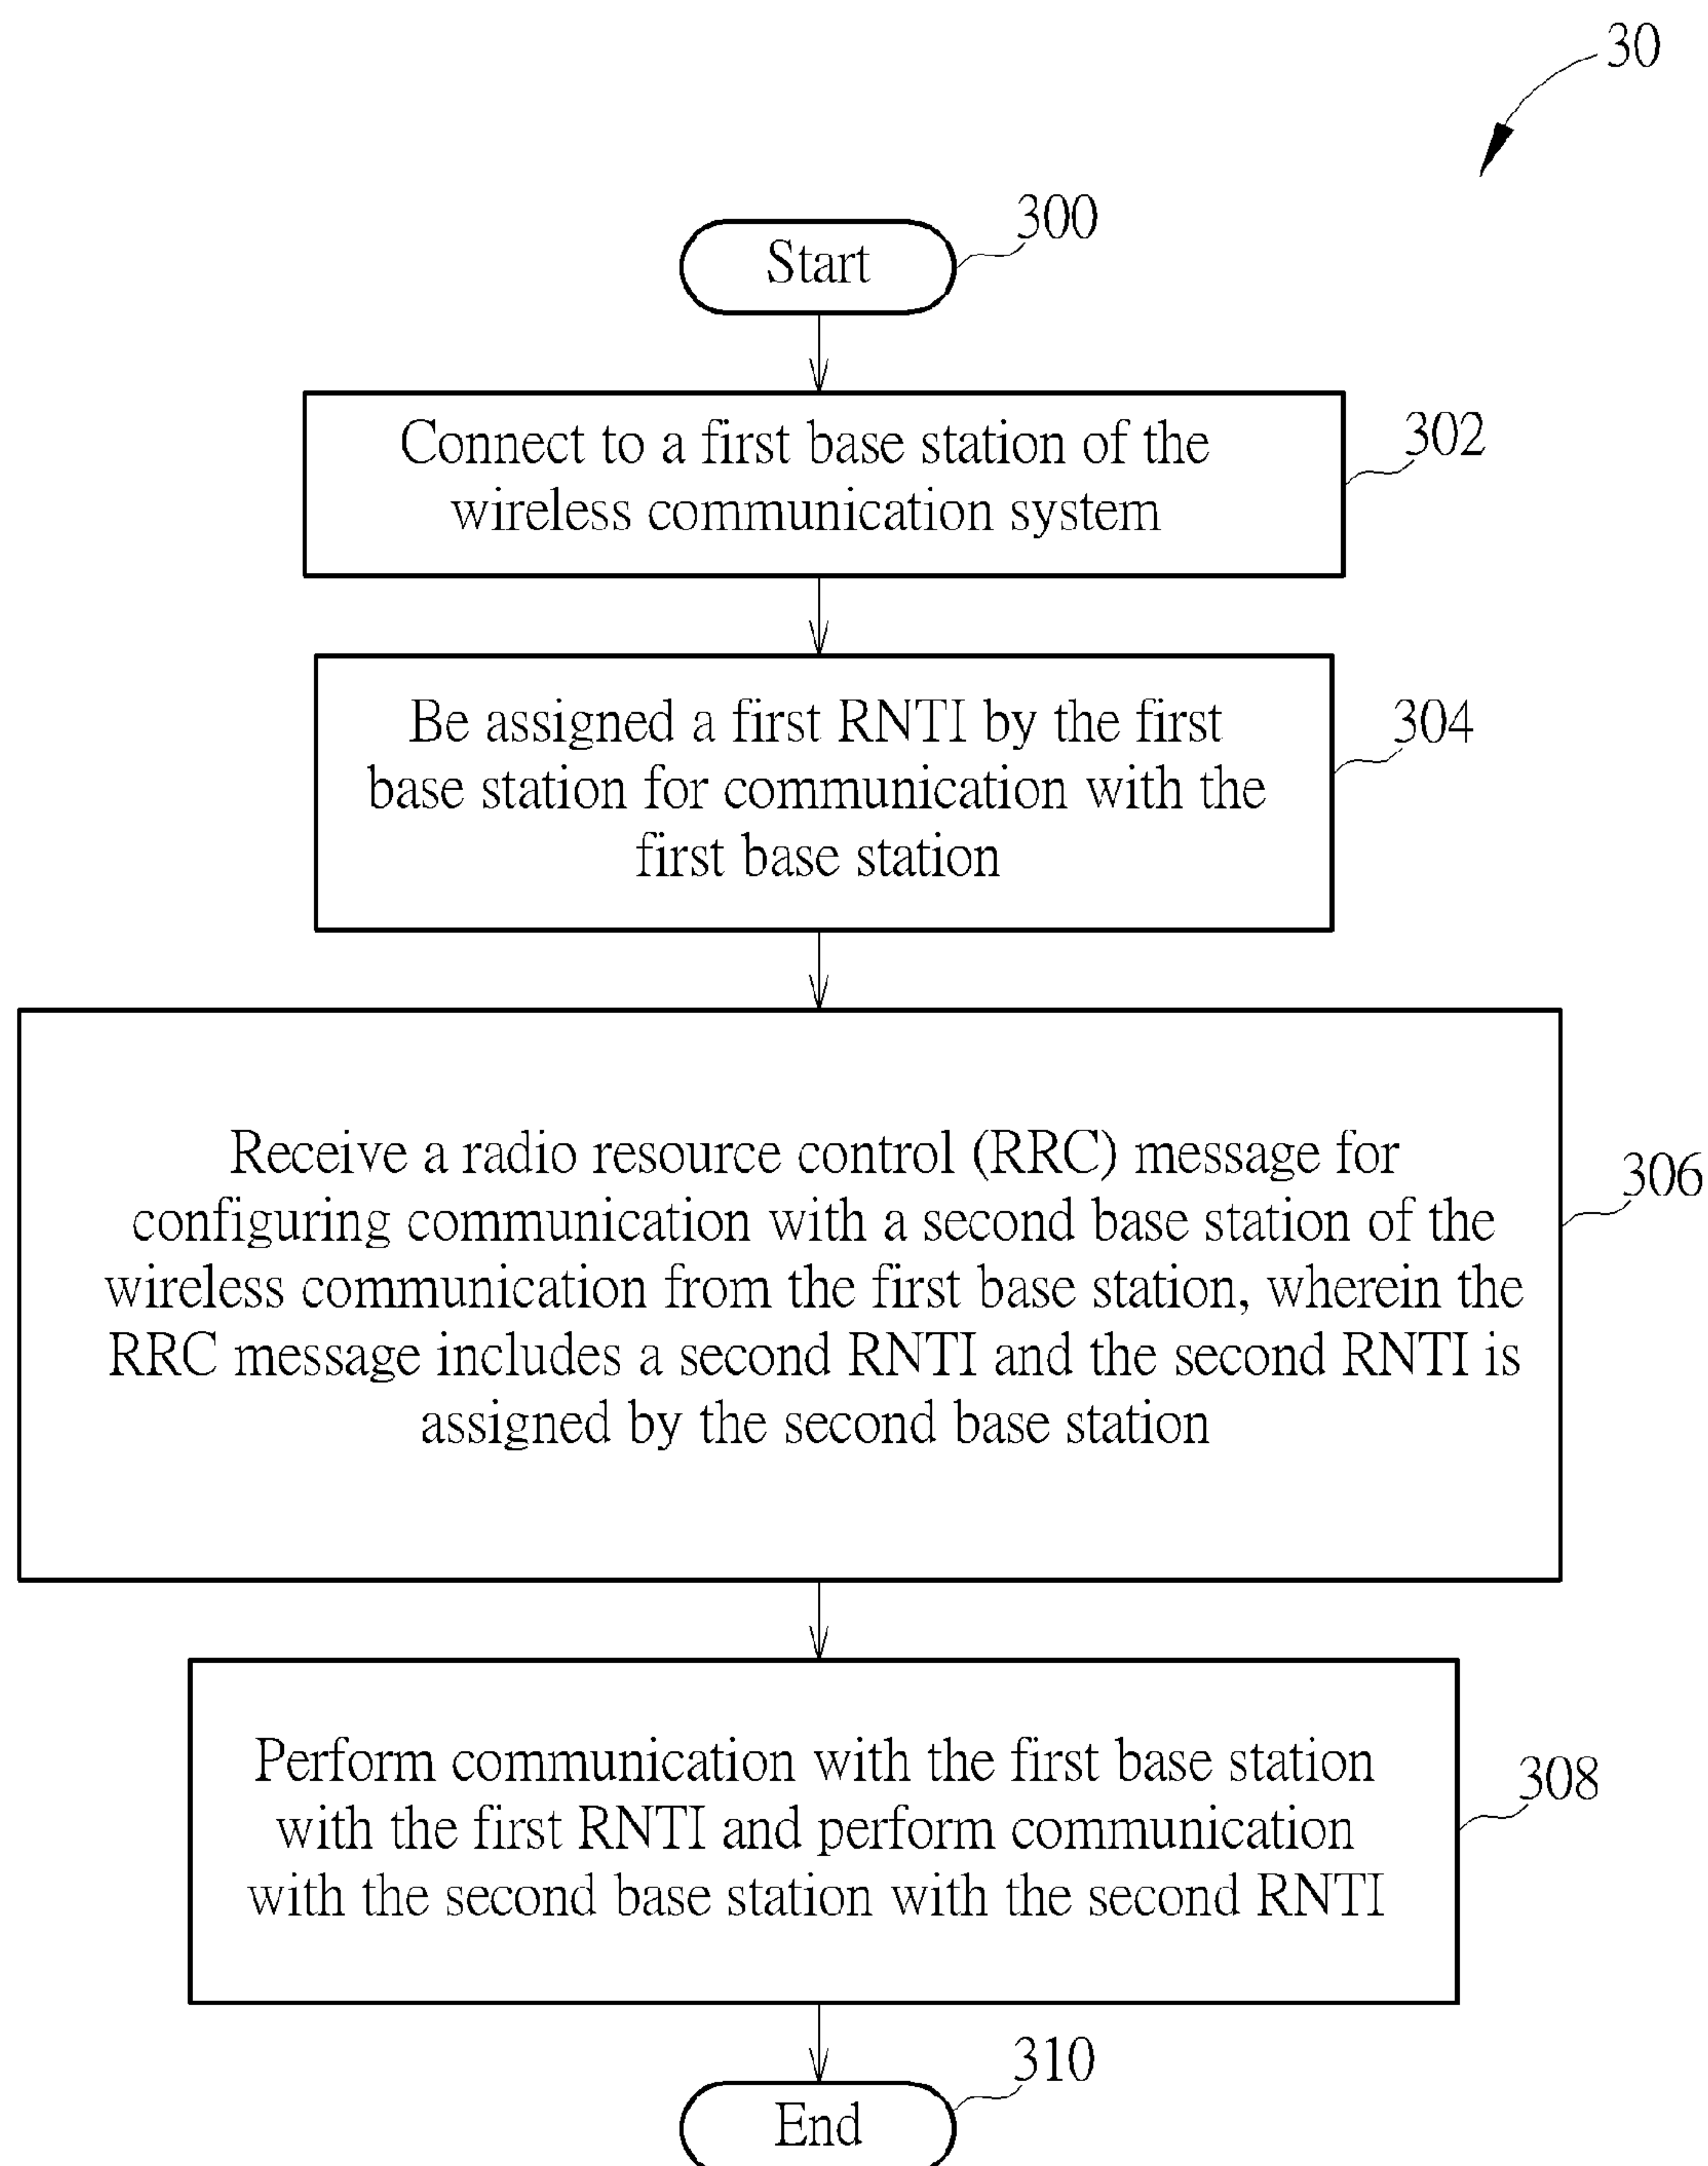 30
300
Start
302
Connect to a first base station of the
wireless communication system
304
Be assigned a first RNTI by the first
base station for communication with the
first base station
306
Receive a radio resource control (RRC) message for
configuring communication with a second base station of the
wireless communication from the first base station, wherein the
RRC message includes a second RNTI and the second RNTI is
assigned by the second base station
308
Perform communication with the first base station
with the first RNTI and perform communication
with the second base station with the second RNTI
310
End